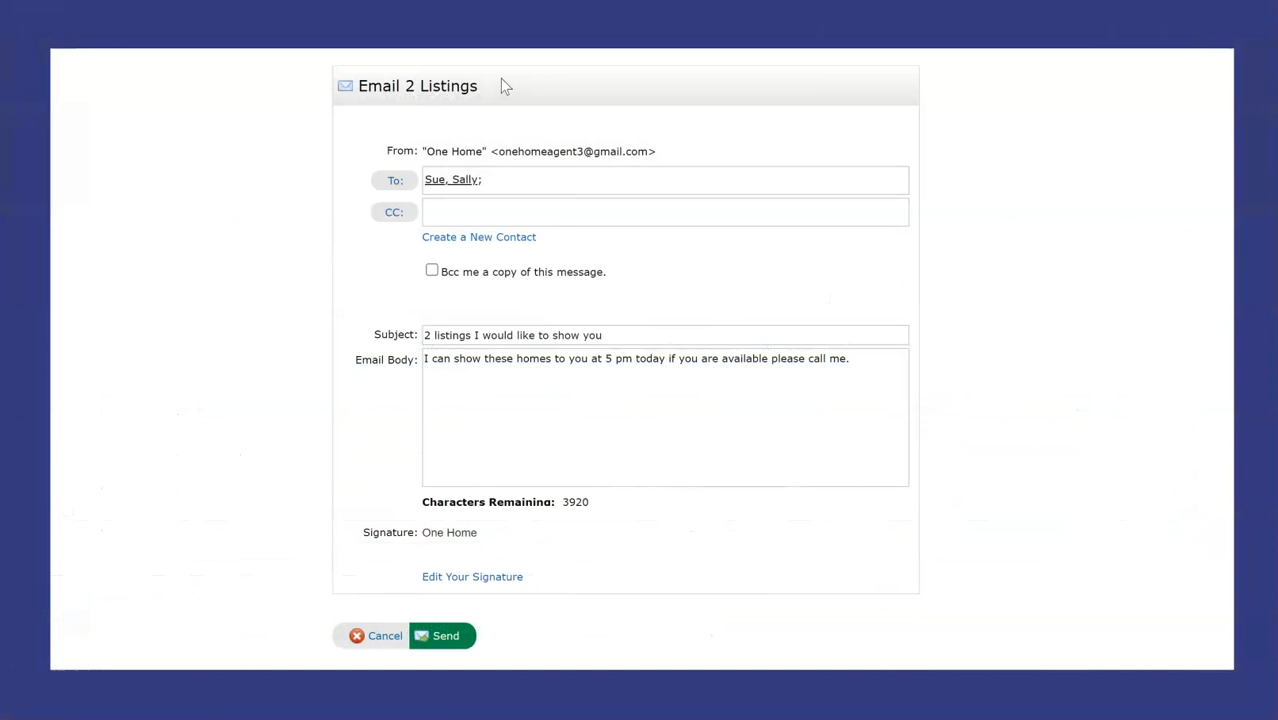 Email 2 Listings
From: "One Home" <onehomeagent3@gmail.com>
To: Sue, Sally;
CC:
Create a New Contact
Bcc me a copy of this message.
Subject: 2 listings I would like to show you
Email Body: I can show these homes to you at 5 pm today if you are available please call me.
Characters Remaining: 3920
Signature: One Home
Edit Your Signature
Cancel Send